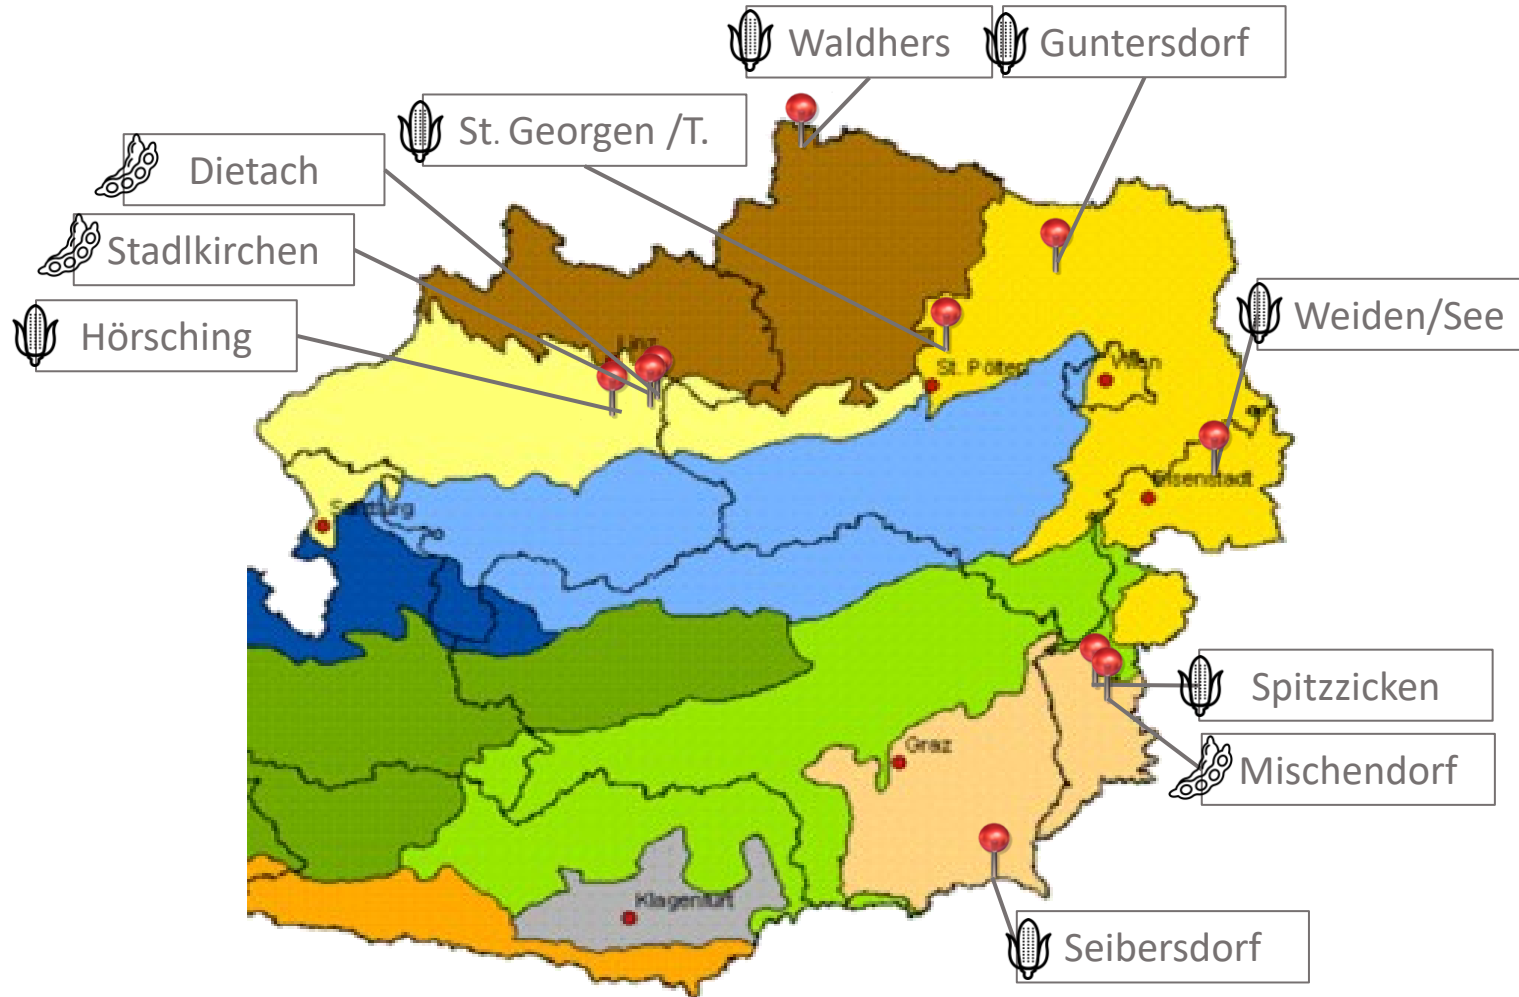 Waldhers
Guntersdorf
St. Georgen /T.
Dietach
Stadlkirchen
Hörsching
Weiden/See
Linz
St. Pölten
Wien
Eisenstadt
Salzburg
Spitzzicken
Graz
Mischendorf
Klagenfurt
Seibersdorf